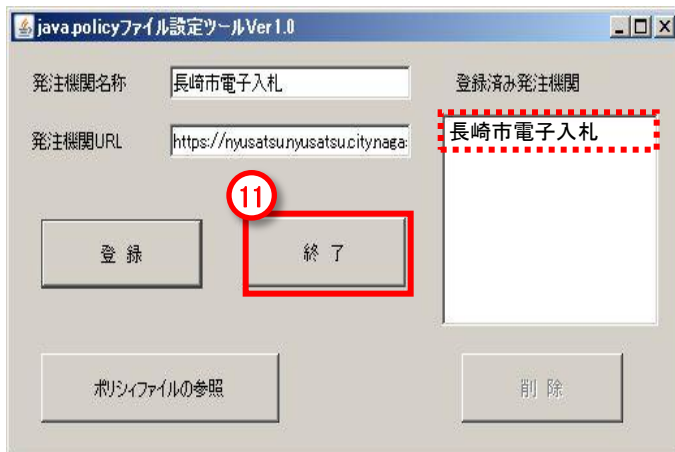 java.policyファイル設定ツールVer1.0
発注機関名称
長崎市電子入札
登録済み発注機関
発注機関URL
https://nyusatsu.nyusatsu.city.naga
長崎市電子入札
11
登 録
終 了
ポリシィファイルの参照
削 除